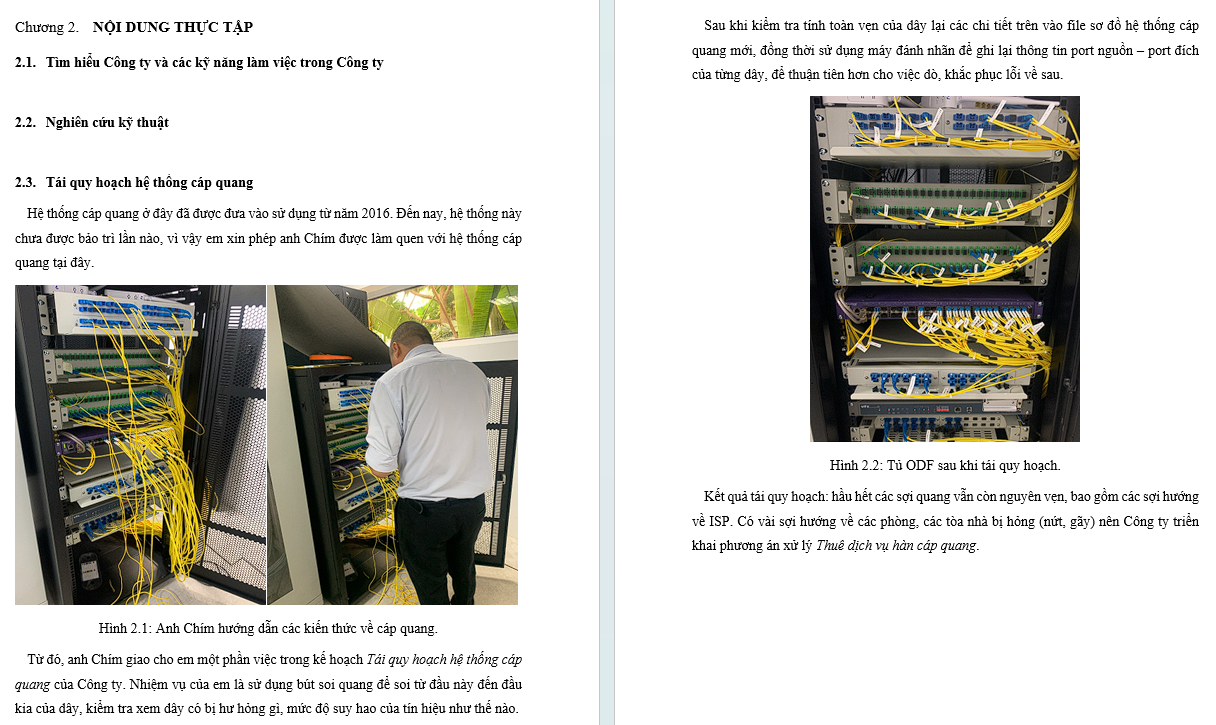 Chương 2. NỘI DUNG THỰC TẬP
2.1. Tìm hiểu Công ty và các kỹ năng làm việc trong Công ty
2.2. Nghiên cứu kỹ thuật
2.3. Tái quy hoạch hệ thống cáp quang
Hệ thống cáp quang ở đây đã được đưa vào sử dụng từ năm 2016. Đến nay, hệ thống này
chưa được bảo trì lần nào, vì vậy em xin phép anh Chím được làm quen với hệ thống cáp
quang tại đây.
Hình 2.1: Anh Chím hướng dẫn các kiến thức về cáp quang.
Từ đó, anh Chím giao cho em một phần việc trong kế hoạch Tái quy hoạch hệ thống cáp
quang của Công ty. Nhiệm vụ của em là sử dụng bút soi quang để soi từ đầu này đến đầu
kia của dây, kiểm tra xem dây có bị hư hỏng gì, mức độ suy hao của tín hiệu như thế nào.
Sau khi kiểm tra tính toàn vẹn của dây lại các chi tiết trên vào file sơ đồ hệ thống cáp
quang mới, đồng thời sử dụng máy đánh nhãn để ghi lại thông tin port nguồn – port đích
của từng dây, để thuận tiên hơn cho việc dò, khắc phục lỗi về sau.
Hình 2.2: Tủ ODF sau khi tái quy hoạch.
Kết quả tái quy hoạch: hầu hết các sợi quang vẫn còn nguyên vẹn, bao gồm các sợi hướng
về ISP. Có vài sợi hướng về các phòng, các tòa nhà bị hỏng (nứt, gãy) nên Công ty triển
khai phương án xử lý Thuê dịch vụ hàn cáp quang.